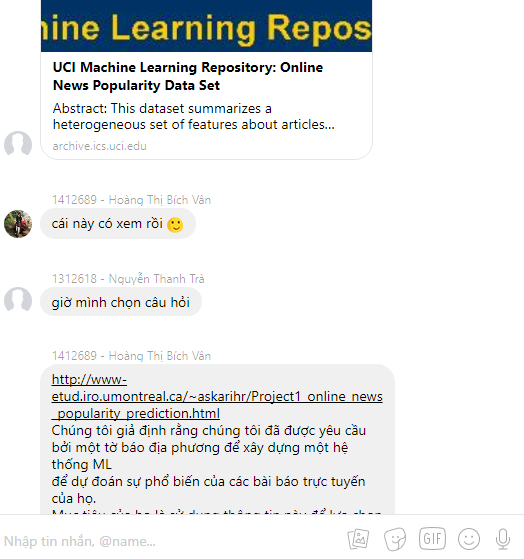 ine Learning Repos
UCI Machine Learning Repository: Online
News Popularity Data Set
Abstract: This dataset summarizes a
heterogeneous set of features about articles...
archive.ics.uci.edu
1412689 - Hoàng Thị Bích Vân
cái này có xem rồi 🙂
1312618 - Nguyễn Thanh Trà
giờ mình chọn câu hỏi
1412689 - Hoàng Thị Bích Vân
http://www-
etud.iro.umontreal.ca/~askarihr/Project1_online_news
_popularity_prediction.html
Chúng tôi giả định rằng chúng tôi đã được yêu cầu
bởi một tờ báo địa phương để xây dựng một hệ
thống ML
để dự đoán sự phổ biến của các bài báo trực tuyến
của họ.
Mục tiêu của họ là sử dụng thông tin này để lựa chọn
Nhập tin nhắn, @name...
GIF